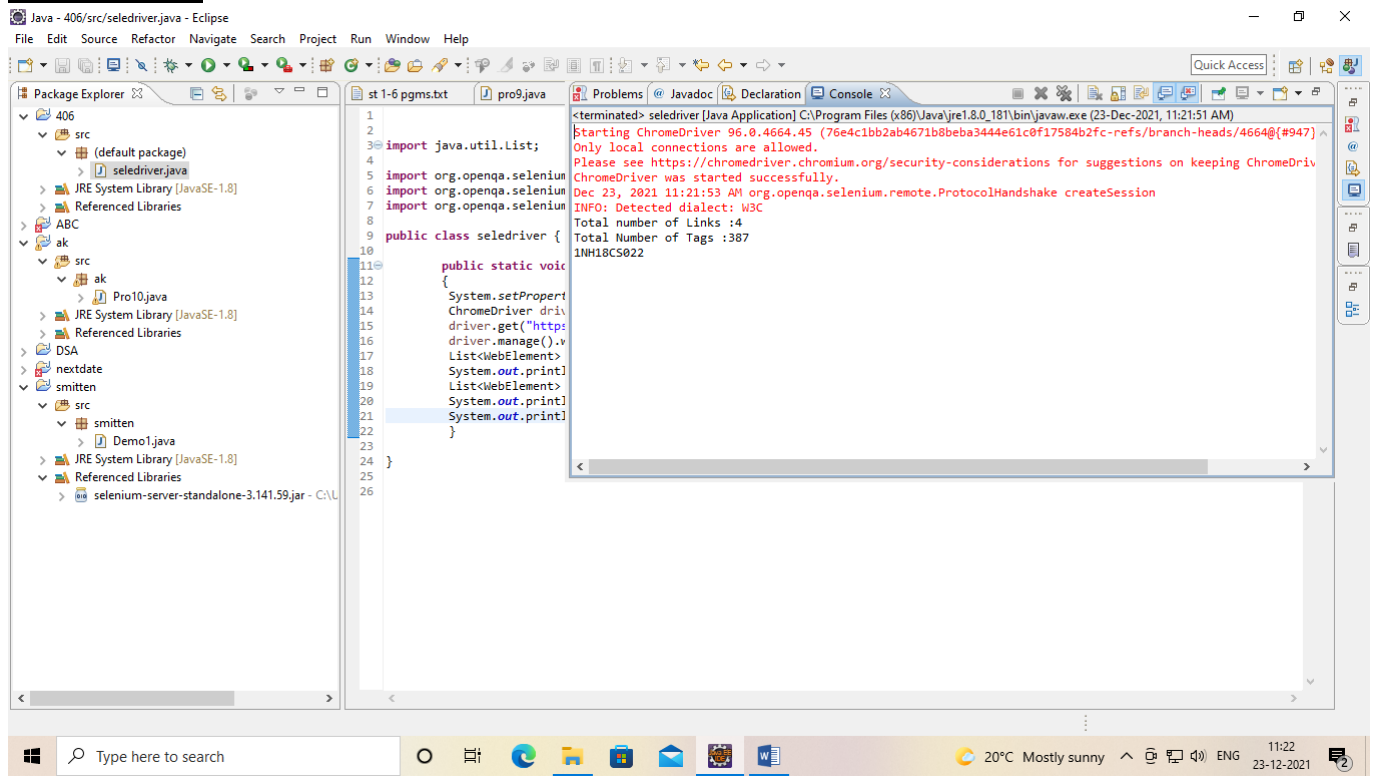 Java - 406/src/seledriver.java - Eclipse
File Edit Source Refactor Navigate Search Project Run Window Help
Quick Access
Package Explorer
406
src
(default package)
seledriver.java
JRE System Library [JavaSE-1.8]
Referenced Libraries
ABC
ak
src
ak
Pro10.java
JRE System Library [JavaSE-1.8]
Referenced Libraries
DSA
nextdate
smitten
src
smitten
Demo1.java
JRE System Library [JavaSE-1.8]
Referenced Libraries
selenium-server-standalone-3.141.59.jar - C:\U
st 1-6 pgms.txt pro9.java
1
2
3 import java.util.List;
4
5 import org.openqa.selenium
6 import org.openqa.selenium
7 import org.openqa.selenium
8
9 public class seledriver {
10
11 public static void
12 {
13 System.setPropert
14 ChromeDriver driv
15 driver.get("https
16 driver.manage().w
17 List<WebElement>
18 System.out.printl
19 List<WebElement>
20 System.out.printl
21 System.out.printl
22 }
23
24 }
25
26
Problems @ Javadoc Declaration Console
<terminated> seledriver [Java Application] C:\Program Files (x86)\Java\jre1.8.0_181\bin\javaw.exe (23-Dec-2021, 11:21:51 AM)
Starting ChromeDriver 96.0.4664.45 (76e4c1bb2ab4671b8beba3444e61c0f17584b2fc-refs/branch-heads/4664@{#947}
Only local connections are allowed.
Please see https://chromedriver.chromium.org/security-considerations for suggestions on keeping ChromeDriv
ChromeDriver was started successfully.
Dec 23, 2021 11:21:53 AM org.openqa.selenium.remote.ProtocolHandshake createSession
INFO: Detected dialect: W3C
Total number of Links :4
Total Number of Tags :387
1NH18CS022
Type here to search
20°C Mostly sunny
ENG
11:22
23-12-2021
2